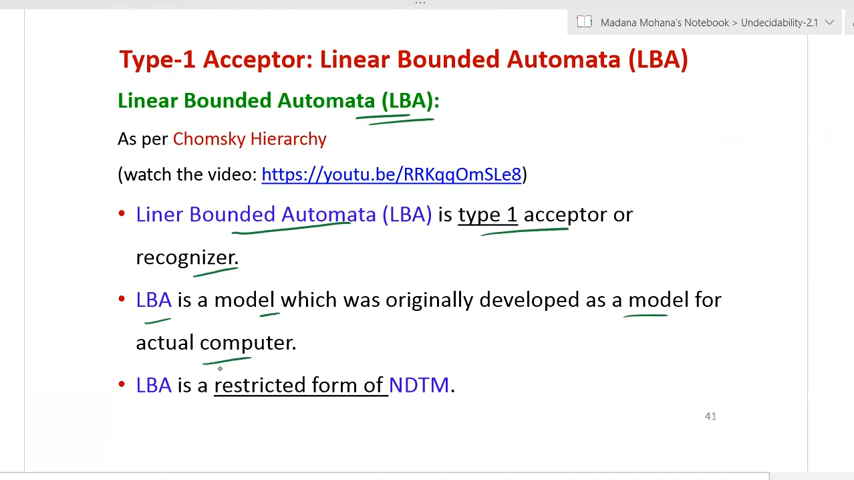 Madana Mohana's Notebook > Undecidability-2.1
Type-1 Acceptor: Linear Bounded Automata (LBA)
Linear Bounded Automata (LBA):
As per Chomsky Hierarchy
(watch the video: https://youtu.be/RRKqqOmSLe8)
• Liner Bounded Automata (LBA) is type 1 acceptor or
recognizer.
• LBA is a model which was originally developed as a model for
actual computer.
• LBA is a restricted form of NDTM.
41